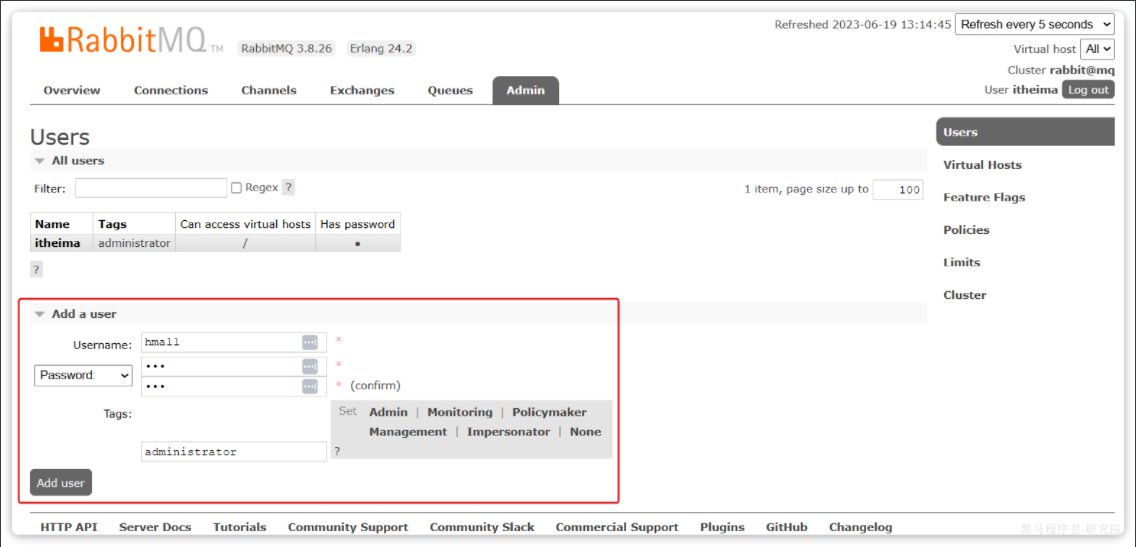 Refreshed 2023-06-19 13:14:45 Refresh every 5 seconds
RabbitMQ TM RabbitMQ 3.8.26 Erlang 24.2
Virtual host All
Cluster rabbit@mq
User itheima Log out
Overview Connections Channels Exchanges Queues Admin
Users
All users
Filter: Regex ? 1 item, page size up to 100
Name Tags Can access virtual hosts Has password
itheima administrator / ●
?
Add a user
Username: hmall *
Password: ••• *
••• * (confirm)
Tags: Set Admin | Monitoring | Policymaker
Management | Impersonator | None
administrator ?
Add user
Users
Virtual Hosts
Feature Flags
Policies
Limits
Cluster
HTTP API Server Docs Tutorials Community Support Community Slack Commercial Support Plugins GitHub Changelog
黑马程序员-研究院